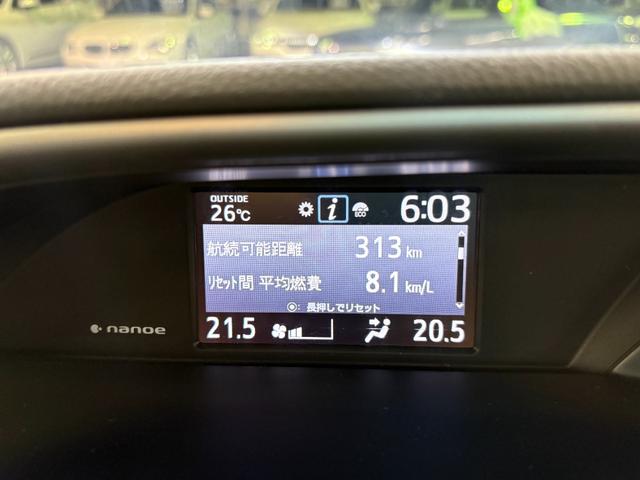 OUTSIDE
26℃ i ECO 6:03
航続可能距離 313 km
ﾘｾｯﾄ間 平均燃費 8.1 km/L
⦿: 長押しでリセット
21.5 20.5
nanoe